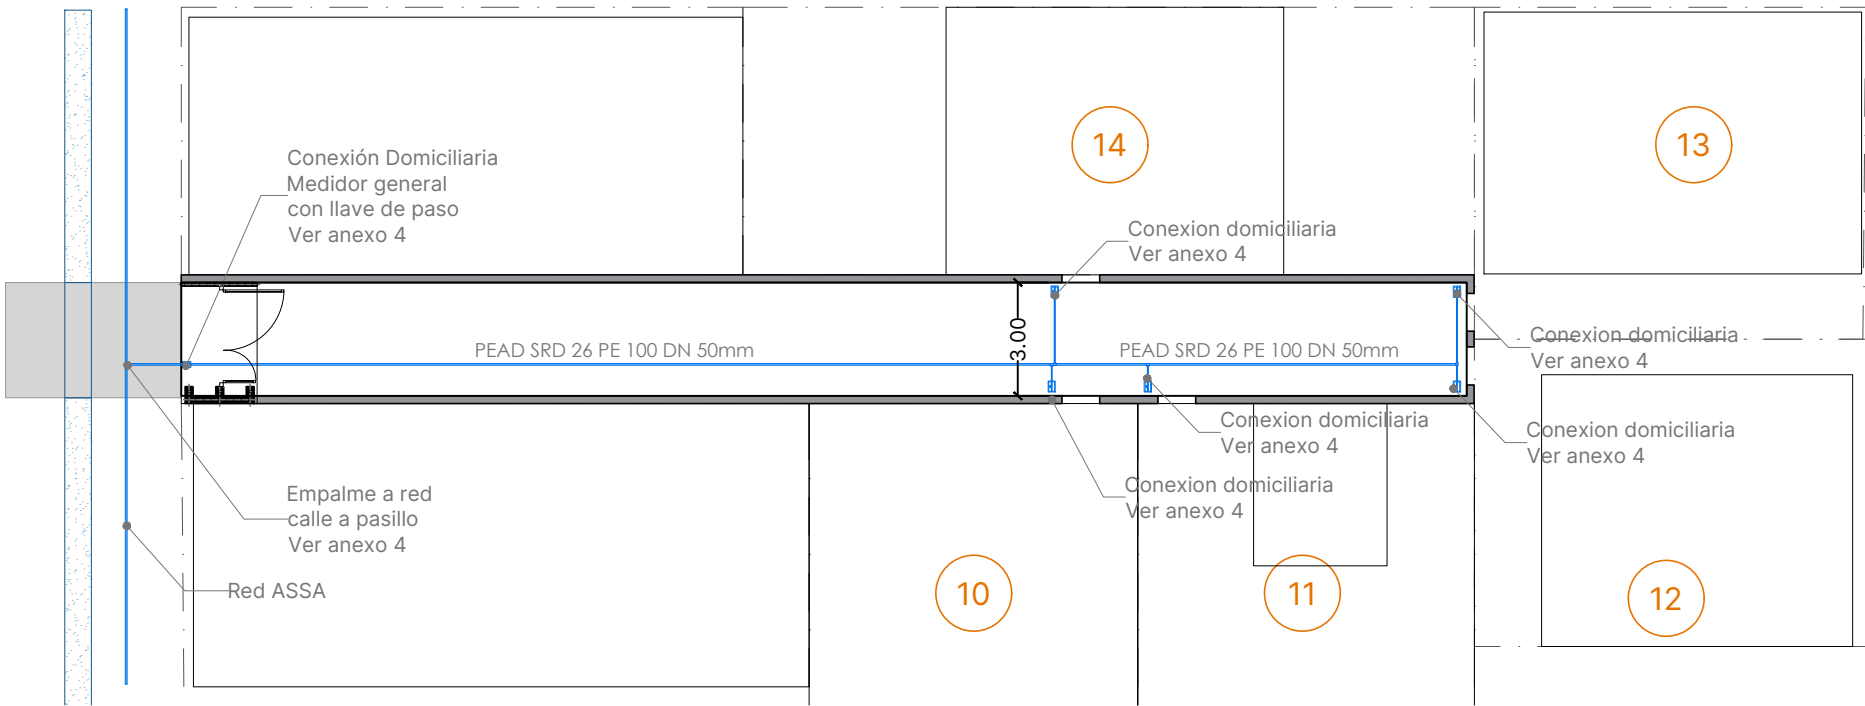 14
13
Conexión Domiciliaria
Medidor general
con llave de paso
Ver anexo 4
Conexion domiciliaria
Ver anexo 4
3.00
PEAD SRD 26 PE 100 DN 50mm
PEAD SRD 26 PE 100 DN 50mm
Conexion domiciliaria
Ver anexo 4
Conexion domiciliaria
Ver anexo 4
Conexion domiciliaria
Ver anexo 4
Conexion domiciliaria
Ver anexo 4
Empalme a red
calle a pasillo
Ver anexo 4
Red ASSA
10
11
12